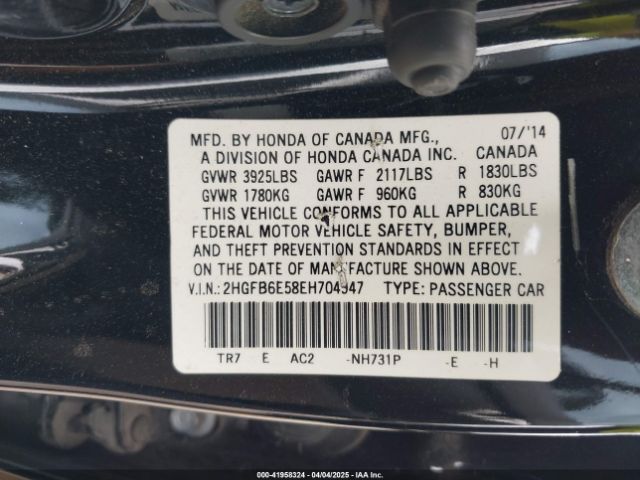 MFD. BY HONDA OF CANADA MFG., 07/'14
A DIVISION OF HONDA CANADA INC. CANADA
GVWR 3925LBS GAWR F 2117LBS R 1830LBS
GVWR 1780KG GAWR F 960KG R 830KG
THIS VEHICLE CONFORMS TO ALL APPLICABLE
FEDERAL MOTOR VEHICLE SAFETY, BUMPER,
AND THEFT PREVENTION STANDARDS IN EFFECT
ON THE DATE OF MANUFACTURE SHOWN ABOVE.
V.I.N.: 2HGFB6E58EH704947 TYPE: PASSENGER CAR
TR7 E AC2 -NH731P -E -H
000-41958324 | 04/04/2025 | IAA Inc.